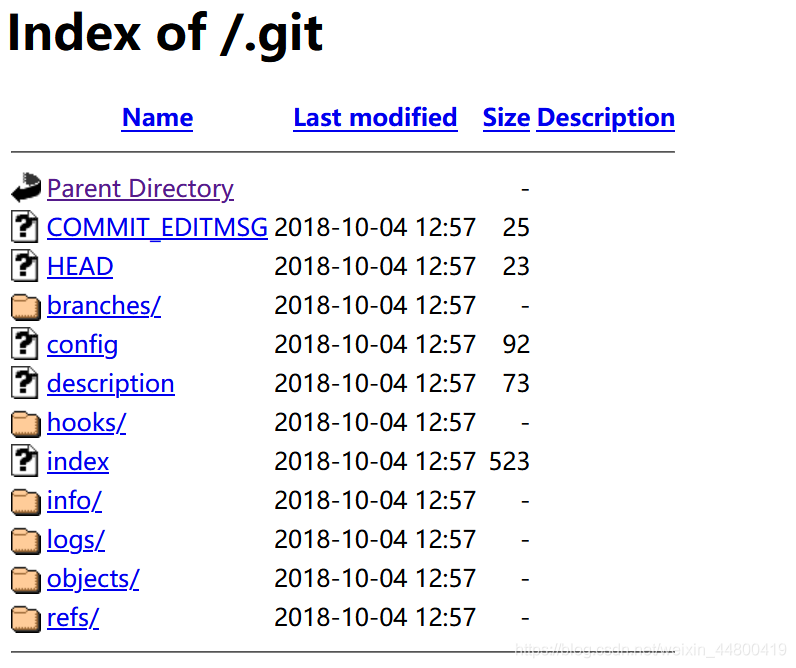 Index of /.git
Name Last modified Size Description
Parent Directory -
COMMIT_EDITMSG 2018-10-04 12:57 25
HEAD 2018-10-04 12:57 23
branches/ 2018-10-04 12:57 -
config 2018-10-04 12:57 92
description 2018-10-04 12:57 73
hooks/ 2018-10-04 12:57 -
index 2018-10-04 12:57 523
info/ 2018-10-04 12:57 -
logs/ 2018-10-04 12:57 -
objects/ 2018-10-04 12:57 -
refs/ 2018-10-04 12:57 -
https://blog.csdn.net/weixin_44800419